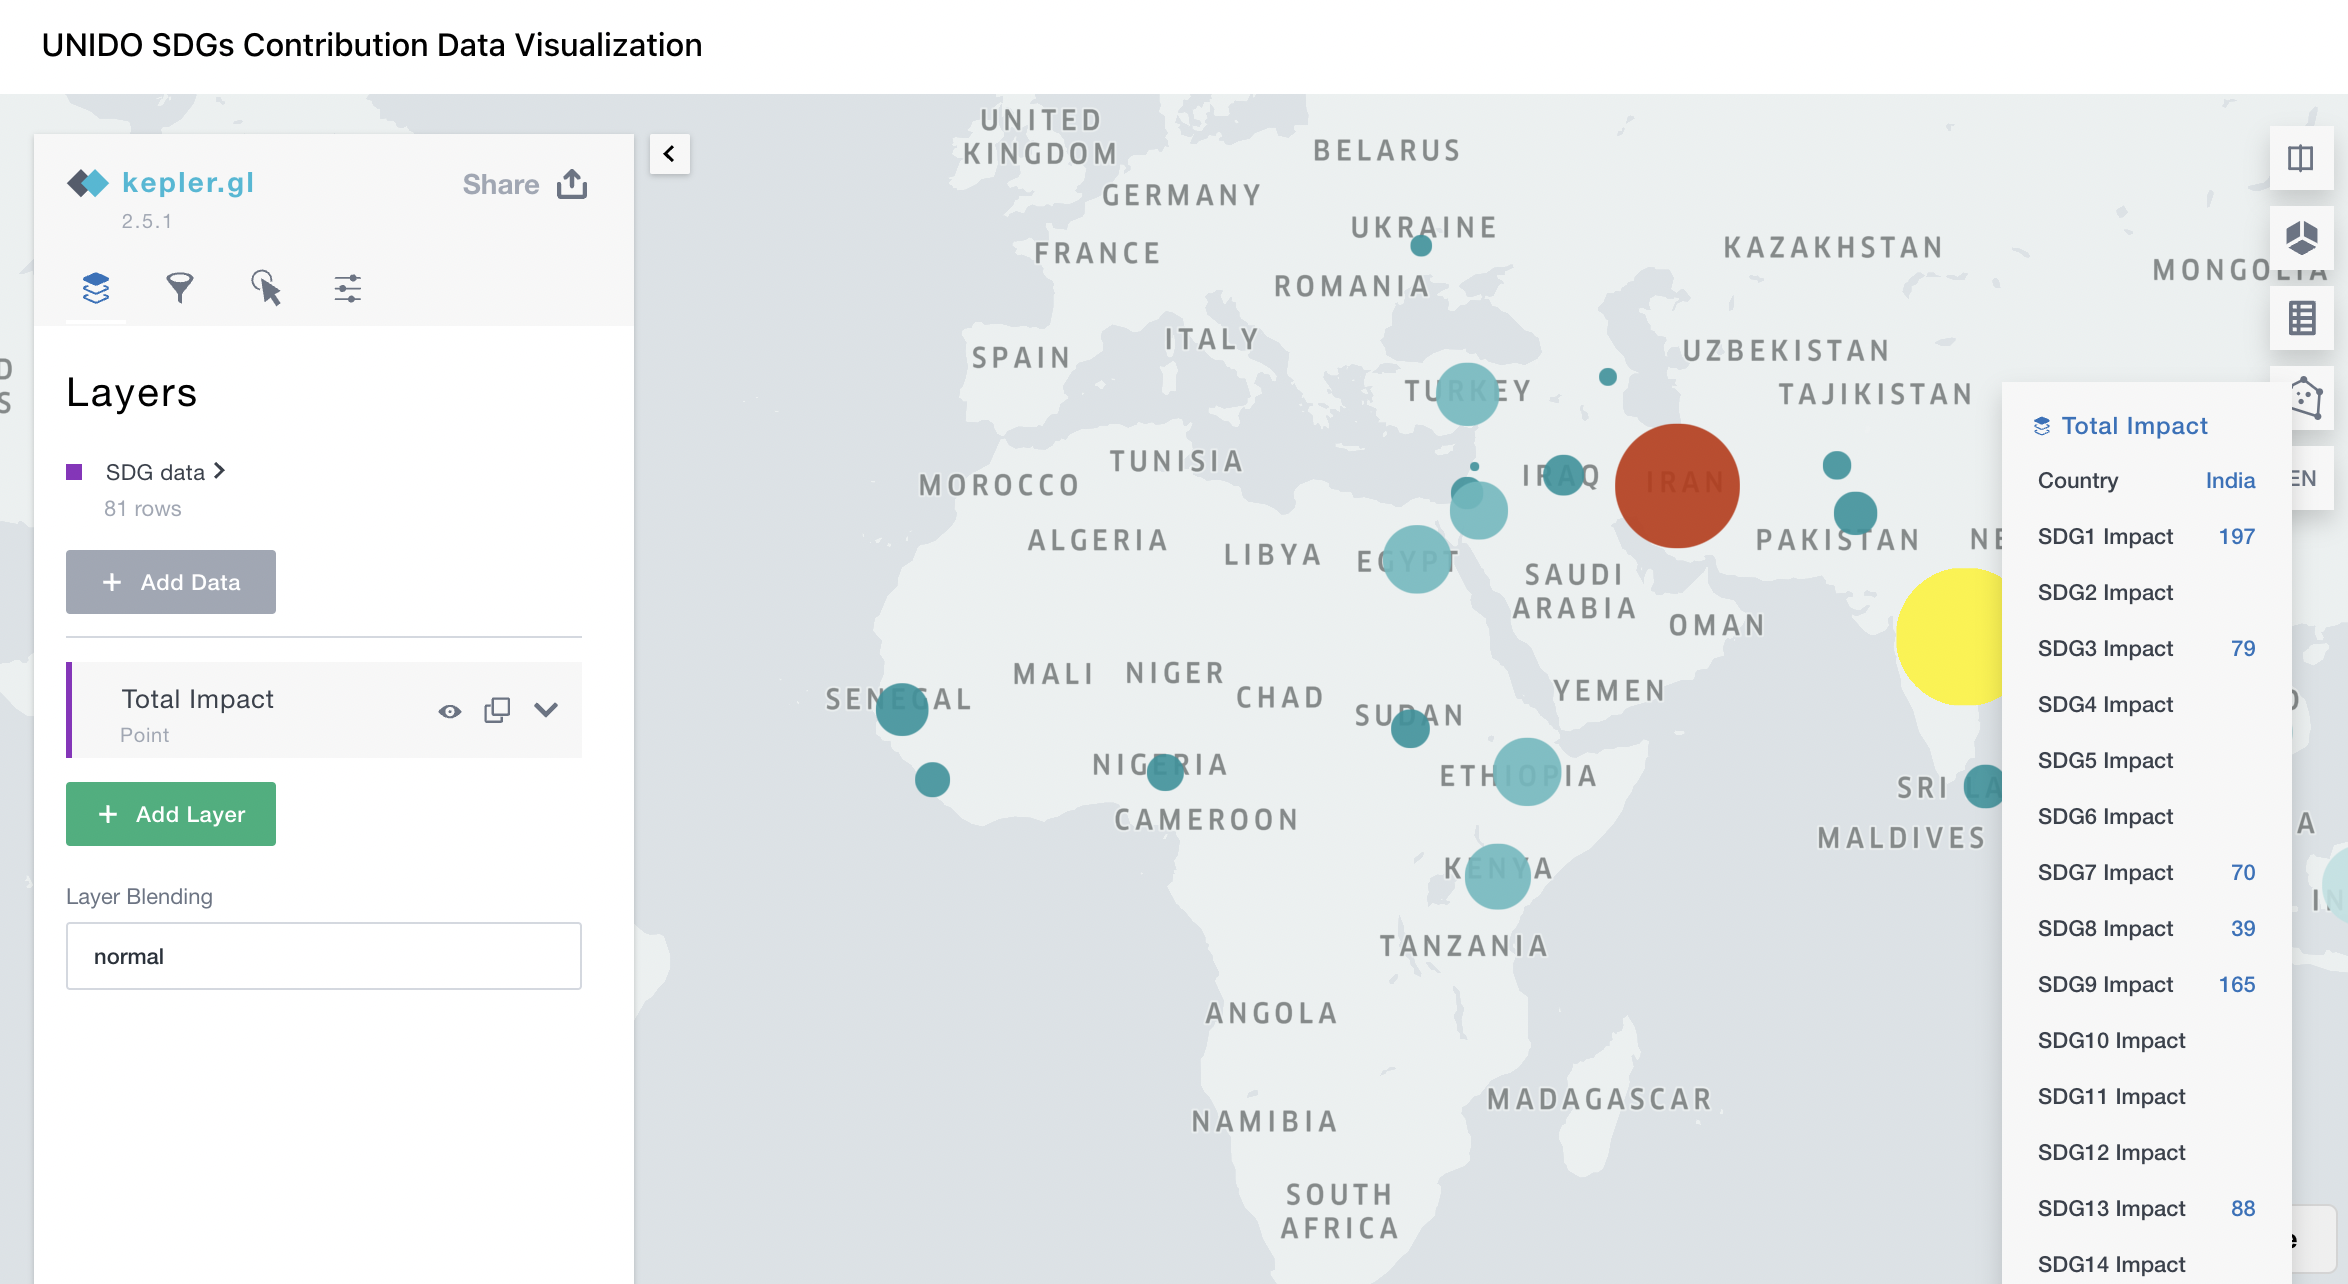 UNIDO SDGs Contribution Data Visualization
kepler.gl
2.5.1
Share
Layers
SDG data
81 rows
+ Add Data
Total Impact
Point
+ Add Layer
Layer Blending
normal
UNITED
KINGDOM
BELARUS
GERMANY
UKRAINE
FRANCE
KAZAKHSTAN
MONGOLIA
ROMANIA
ITALY
SPAIN
UZBEKISTAN
TURKEY
TAJIKISTAN
TUNISIA
MOROCCO
IRAQ
IRAN
ALGERIA
LIBYA
EGYPT
PAKISTAN
NE
SAUDI
ARABIA
OMAN
MALI
NIGER
CHAD
YEMEN
SENEGAL
SUDAN
NIGERIA
ETHIOPIA
SRI LA
CAMEROON
MALDIVES
KENYA
TANZANIA
ANGOLA
MADAGASCAR
NAMIBIA
SOUTH
AFRICA
Total Impact
Country India
SDG1 Impact 197
SDG2 Impact
SDG3 Impact 79
SDG4 Impact
SDG5 Impact
SDG6 Impact
SDG7 Impact 70
SDG8 Impact 39
SDG9 Impact 165
SDG10 Impact
SDG11 Impact
SDG12 Impact
SDG13 Impact 88
SDG14 Impact
EN